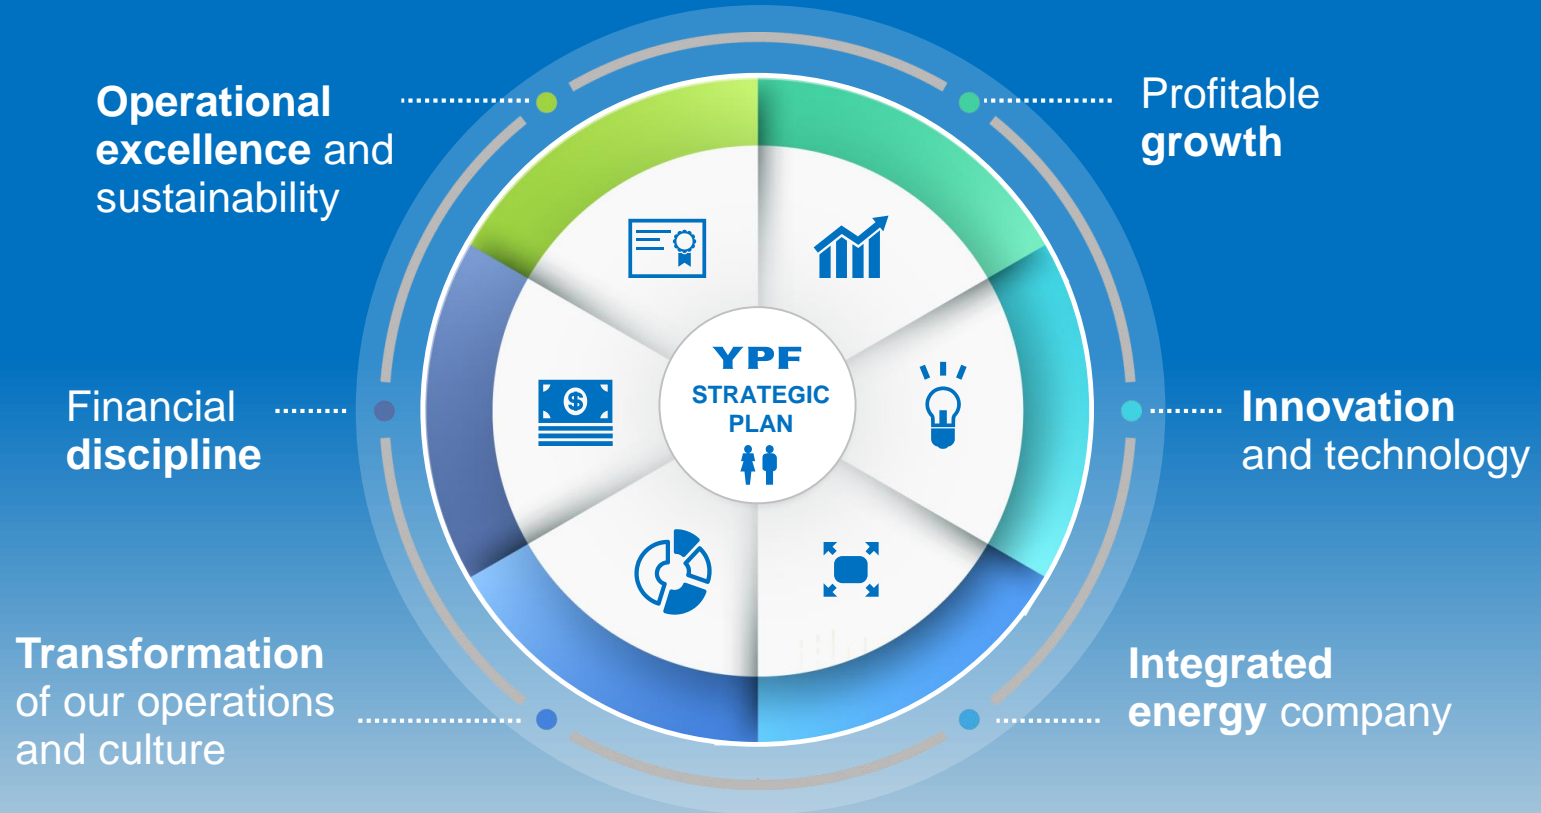 Operational
excellence and
sustainability
Profitable
growth
Financial
discipline
YPF
STRATEGIC
PLAN
$
Innovation
and technology
Transformation
of our operations
and culture
Integrated
energy company